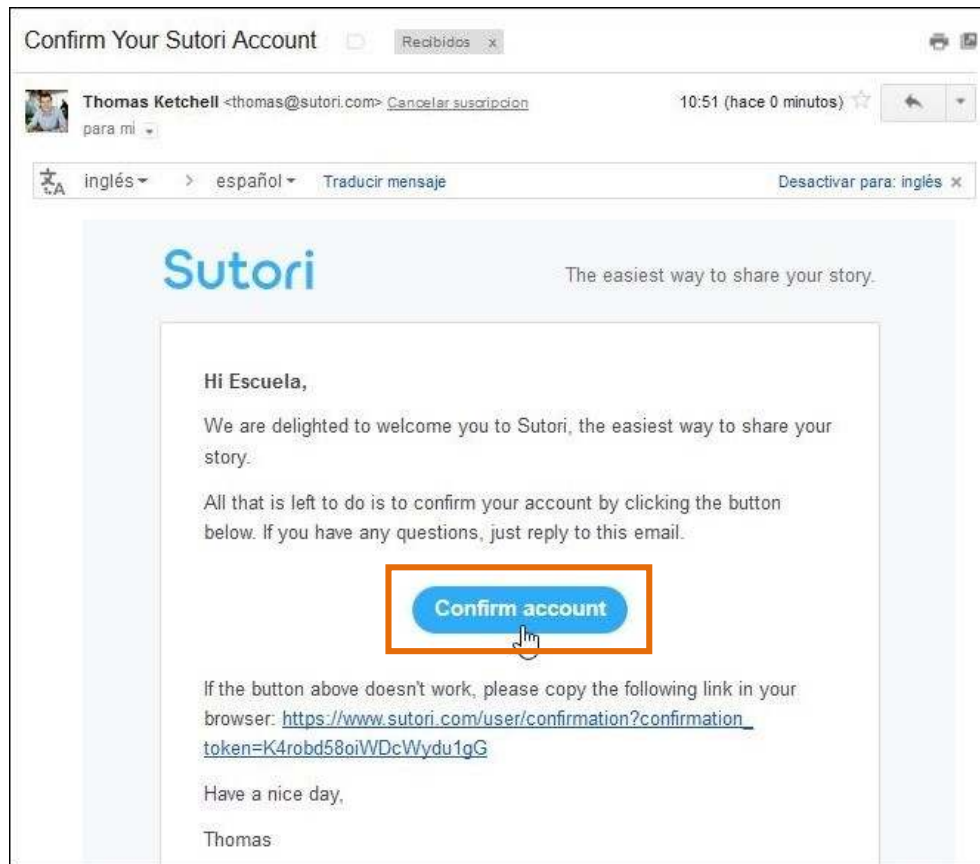 Confirm Your Sutori Account Recibidos x
Thomas Ketchell <thomas@sutori.com> Cancelar suscripcion 10:51 (hace 0 minutos)
para mi
inglés > español Traducir mensaje Desactivar para: inglés x
Sutori The easiest way to share your story.
Hi Escuela,
We are delighted to welcome you to Sutori, the easiest way to share your
story.
All that is left to do is to confirm your account by clicking the button
below. If you have any questions, just reply to this email.
Confirm account
If the button above doesn't work, please copy the following link in your
browser: https://www.sutori.com/user/confirmation?confirmation_
token=K4robd58oiWDcWydu1gG
Have a nice day,
Thomas